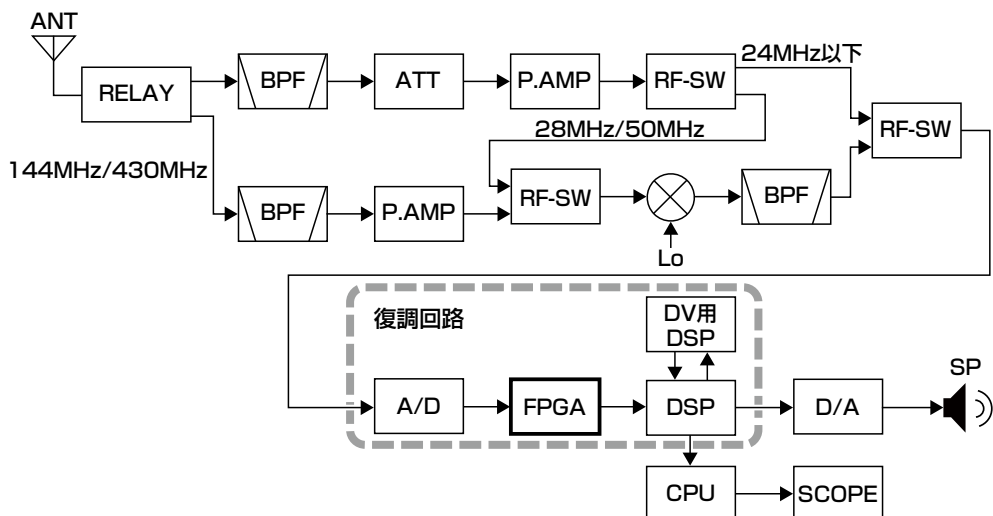 ANT
RELAY
BPF
ATT
P.AMP
RF-SW
24MHz以下
RF-SW
28MHz/50MHz
144MHz/430MHz
BPF
P.AMP
RF-SW
BPF
Lo
復調回路
DV用
DSP
A/D
FPGA
DSP
D/A
SP
CPU
SCOPE